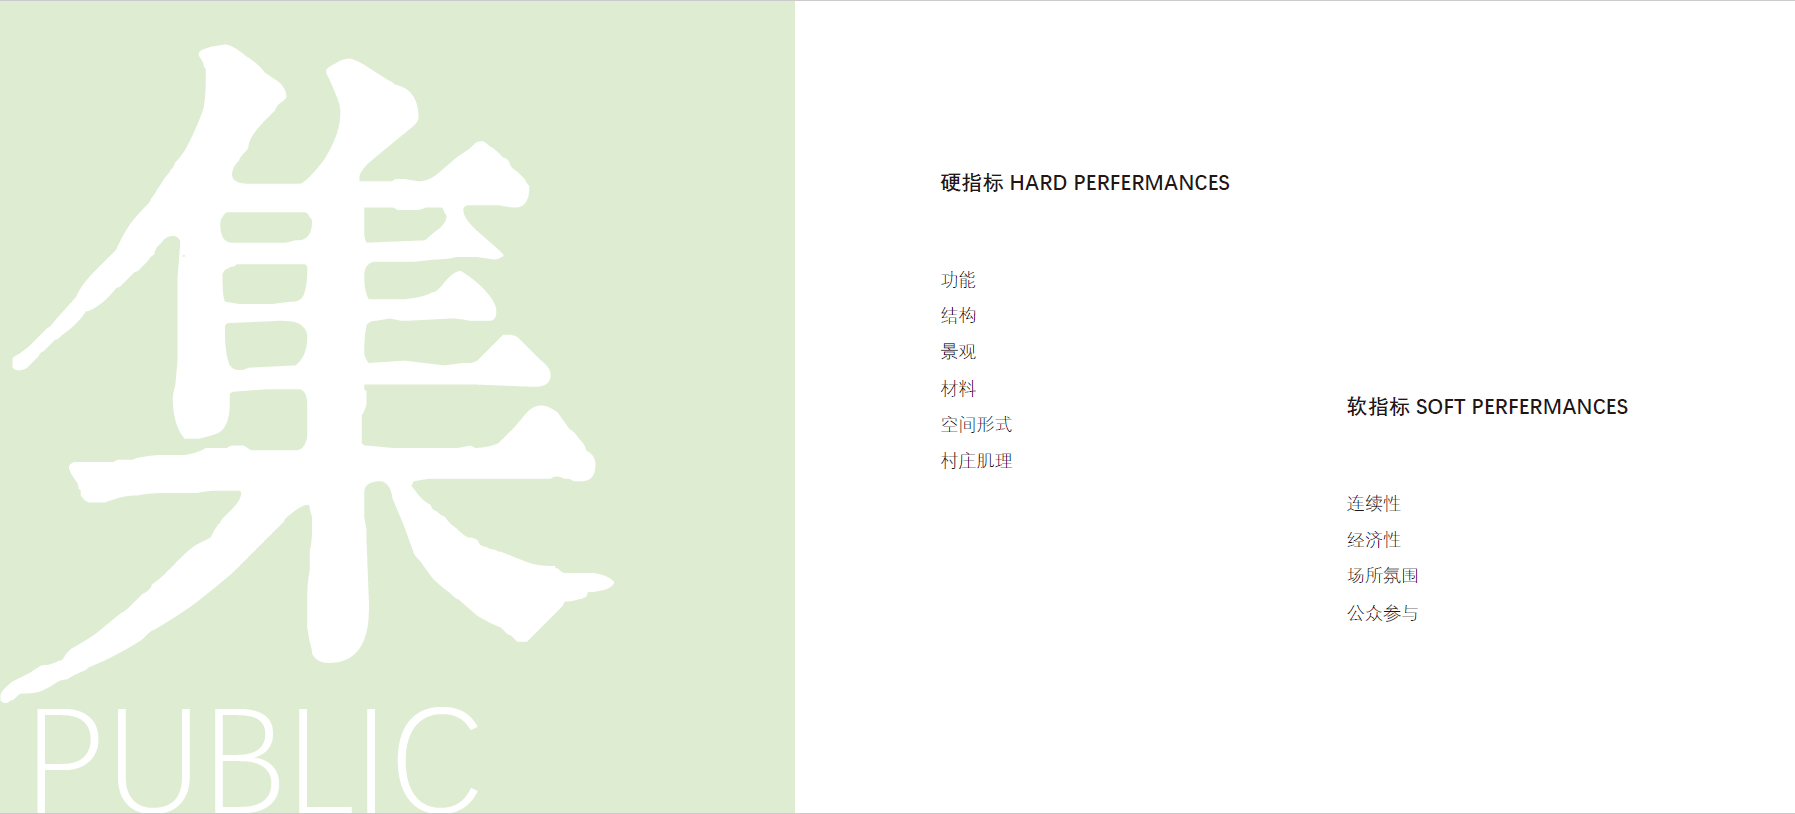 集
PUBLIC
硬指标 HARD PERFERMANCES
功能
结构
景观
材料
空间形式
村庄肌理
软指标 SOFT PERFERMANCES
连续性
经济性
场所氛围
公众参与